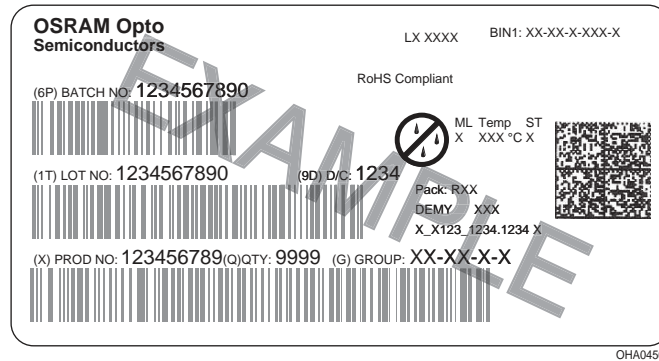 OSRAM Opto
Semiconductors
LX XXXX
BIN1: XX-XX-X-XXX-X
RoHS Compliant
(6P) BATCH NO: 1234567890
ML Temp ST
X XXX °C X
(1T) LOT NO: 1234567890 (9D) D/C: 1234
Pack: RXX
DEMY XXX
X_X123_1234.1234 X
(X) PROD NO: 123456789(Q)QTY: 9999 (G) GROUP: XX-XX-X-X
EXAMPLE